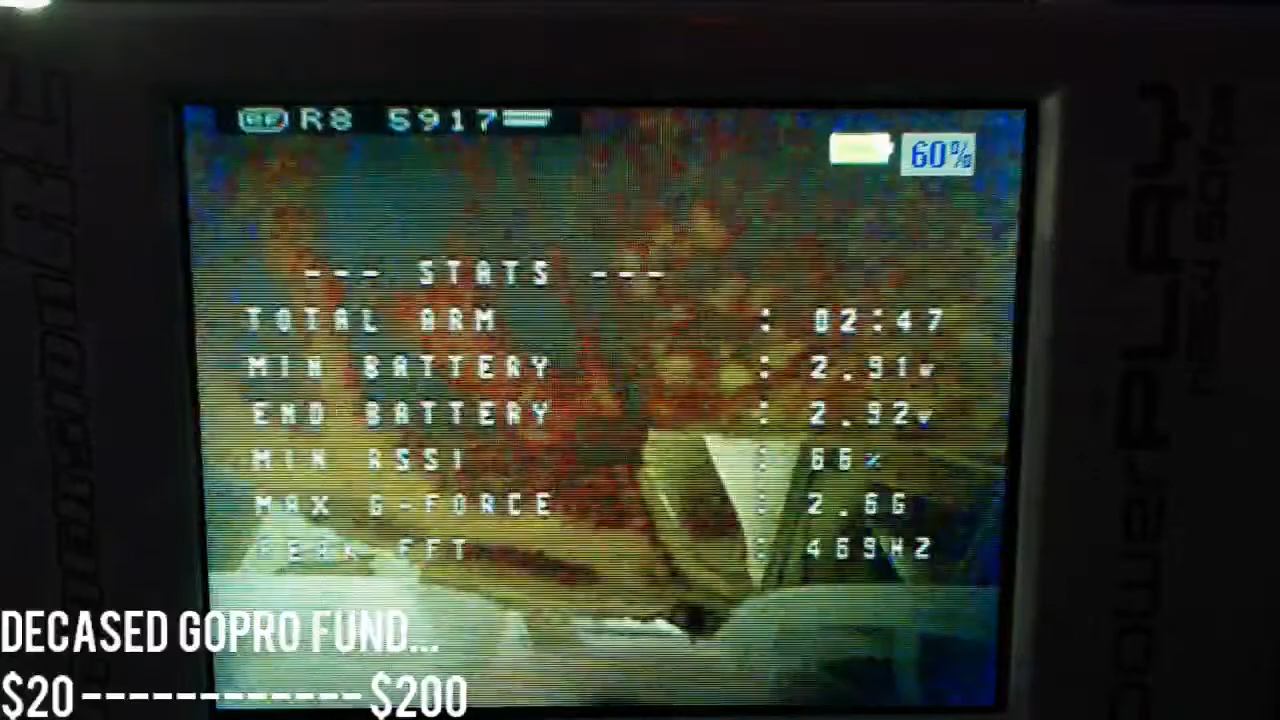 RF R8 5917
60%
--- STATS ---
TOTAL ARM : 02:47
MIN BATTERY : 2.91v
END BATTERY : 2.92v
MIN RSSI : 66%
MAX G-FORCE : 2.6G
PEAK FFT : 469HZ
DECASED GOPRO FUND...
$20------------$200